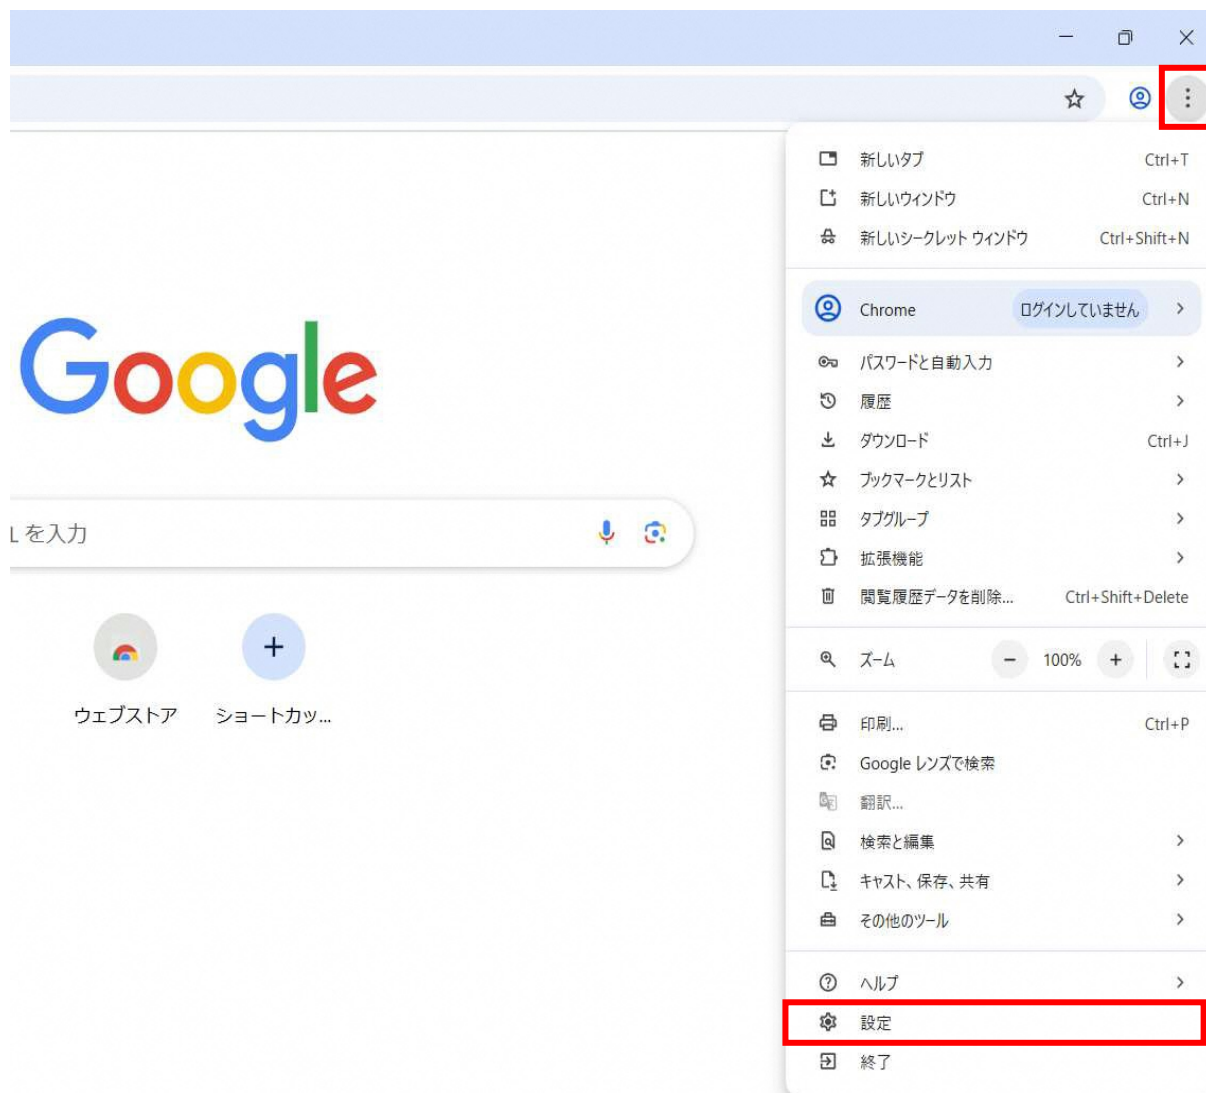 新しいタブ Ctrl+T
新しいウィンドウ Ctrl+N
新しいシークレット ウィンドウ Ctrl+Shift+N
Chrome ログインしていません
パスワードと自動入力
履歴
ダウンロード Ctrl+J
ブックマークとリスト
タブグループ
拡張機能
閲覧履歴データを削除... Ctrl+Shift+Delete
ズーム − 100% +
印刷... Ctrl+P
Google レンズで検索
翻訳...
検索と編集
キャスト、保存、共有
その他のツール
ヘルプ
設定
終了
Google
L を入力
ウェブストア
ショートカッ...